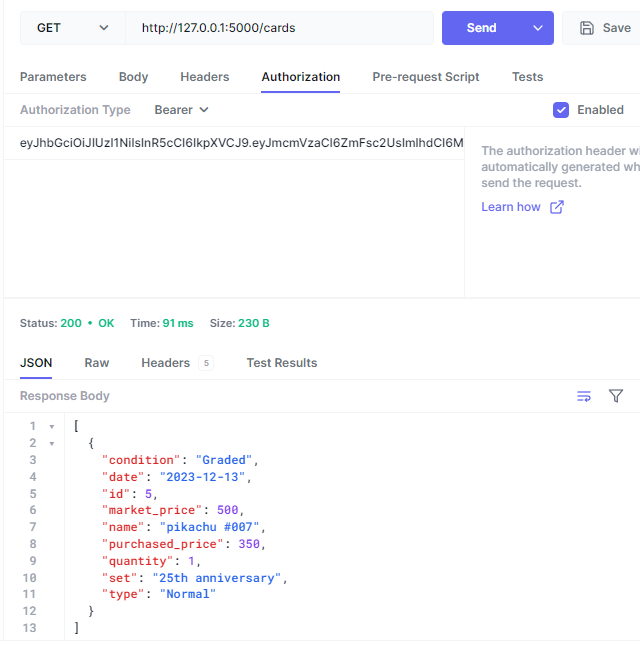 GET http://127.0.0.1:5000/cards Send Save
Parameters Body Headers Authorization Pre-request Script Tests
Authorization Type Bearer Enabled
eyJhbGciOiJIUzI1NiIsInR5cCI6IkpXVCJ9.eyJmcmVzaCI6ZmFsc2UsImlhdCI6M
The authorization header w
automatically generated wh
send the request.
Learn how
Status: 200 • OK Time: 91 ms Size: 230 B
JSON Raw Headers 5 Test Results
Response Body
1 [
2 {
3 "condition": "Graded",
4 "date": "2023-12-13",
5 "id": 5,
6 "market_price": 500,
7 "name": "pikachu #007",
8 "purchased_price": 350,
9 "quantity": 1,
10 "set": "25th anniversary",
11 "type": "Normal"
12 }
13 ]